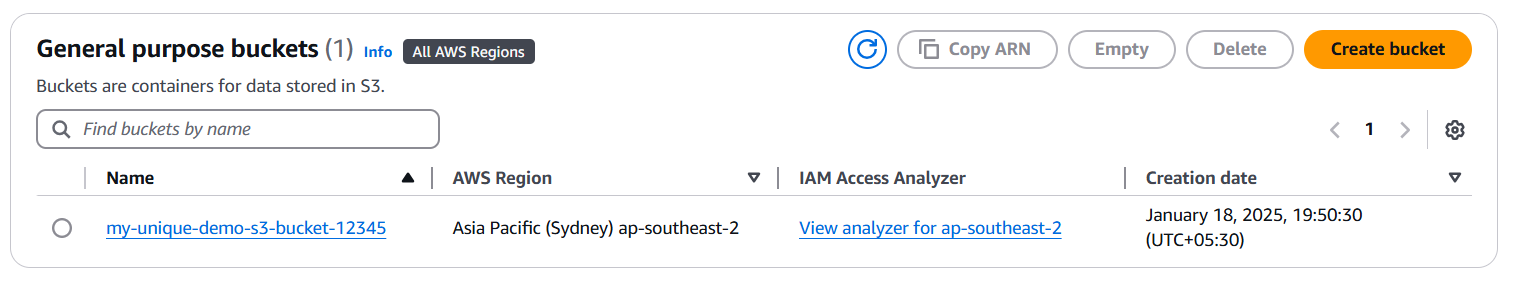 General purpose buckets (1) Info All AWS Regions
Copy ARN Empty Delete Create bucket
Buckets are containers for data stored in S3.
Find buckets by name
1
Name AWS Region IAM Access Analyzer Creation date
my-unique-demo-s3-bucket-12345 Asia Pacific (Sydney) ap-southeast-2 View analyzer for ap-southeast-2 January 18, 2025, 19:50:30
(UTC+05:30)